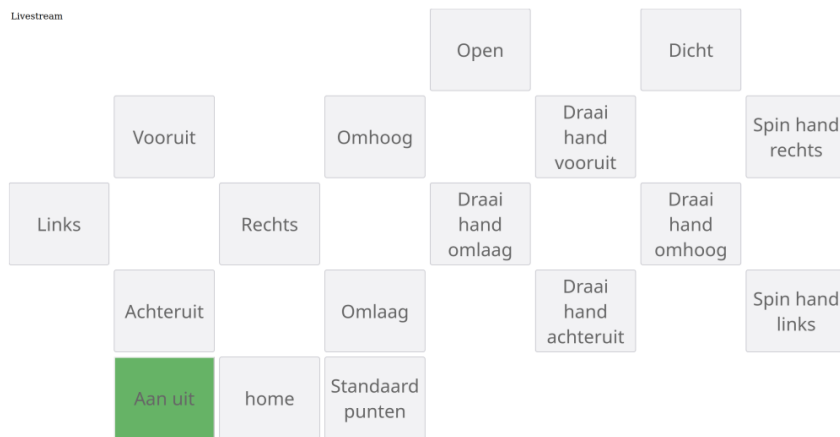 Livestream
Open
Dicht
Vooruit
Omhoog
Draai
hand
vooruit
Spin hand
rechts
Links
Rechts
Draai
hand
omlaag
Draai
hand
omhoog
Achteruit
Omlaag
Draai
hand
achteruit
Spin hand
links
Aan uit
home
Standaard
punten